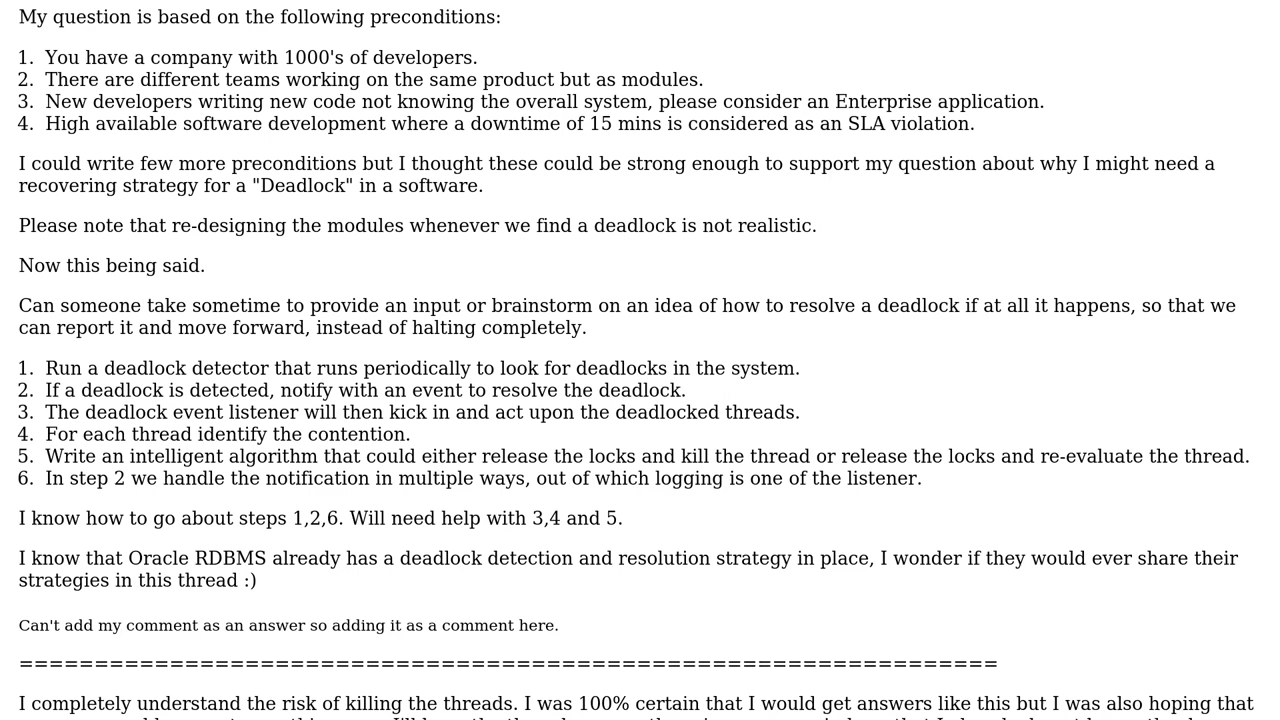 My question is based on the following preconditions:
1. You have a company with 1000's of developers.
2. There are different teams working on the same product but as modules.
3. New developers writing new code not knowing the overall system, please consider an Enterprise application.
4. High available software development where a downtime of 15 mins is considered as an SLA violation.
I could write few more preconditions but I thought these could be strong enough to support my question about why I might need a
recovering strategy for a "Deadlock" in a software.
Please note that re-designing the modules whenever we find a deadlock is not realistic.
Now this being said.
Can someone take sometime to provide an input or brainstorm on an idea of how to resolve a deadlock if at all it happens, so that we
can report it and move forward, instead of halting completely.
1. Run a deadlock detector that runs periodically to look for deadlocks in the system.
2. If a deadlock is detected, notify with an event to resolve the deadlock.
3. The deadlock event listener will then kick in and act upon the deadlocked threads.
4. For each thread identify the contention.
5. Write an intelligent algorithm that could either release the locks and kill the thread or release the locks and re-evaluate the thread.
6. In step 2 we handle the notification in multiple ways, out of which logging is one of the listener.
I know how to go about steps 1,2,6. Will need help with 3,4 and 5.
I know that Oracle RDBMS already has a deadlock detection and resolution strategy in place, I wonder if they would ever share their
strategies in this thread :)
Can't add my comment as an answer so adding it as a comment here.
=================================================================
I completely understand the risk of killing the threads. I was 100% certain that I would get answers like this but I was also hoping that